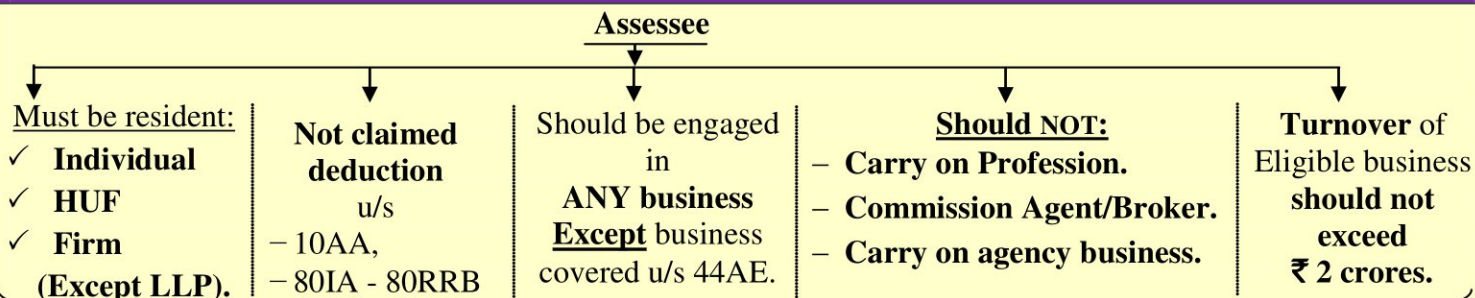 Assessee
Must be resident:
✓ Individual
✓ HUF
✓ Firm
(Except LLP).
Not claimed
deduction
u/s
− 10AA,
− 80IA - 80RRB
Should be engaged
in
ANY business
Except business
covered u/s 44AE.
Should NOT:
– Carry on Profession.
– Commission Agent/Broker.
– Carry on agency business.
Turnover of
Eligible business
should not
exceed
₹ 2 crores.